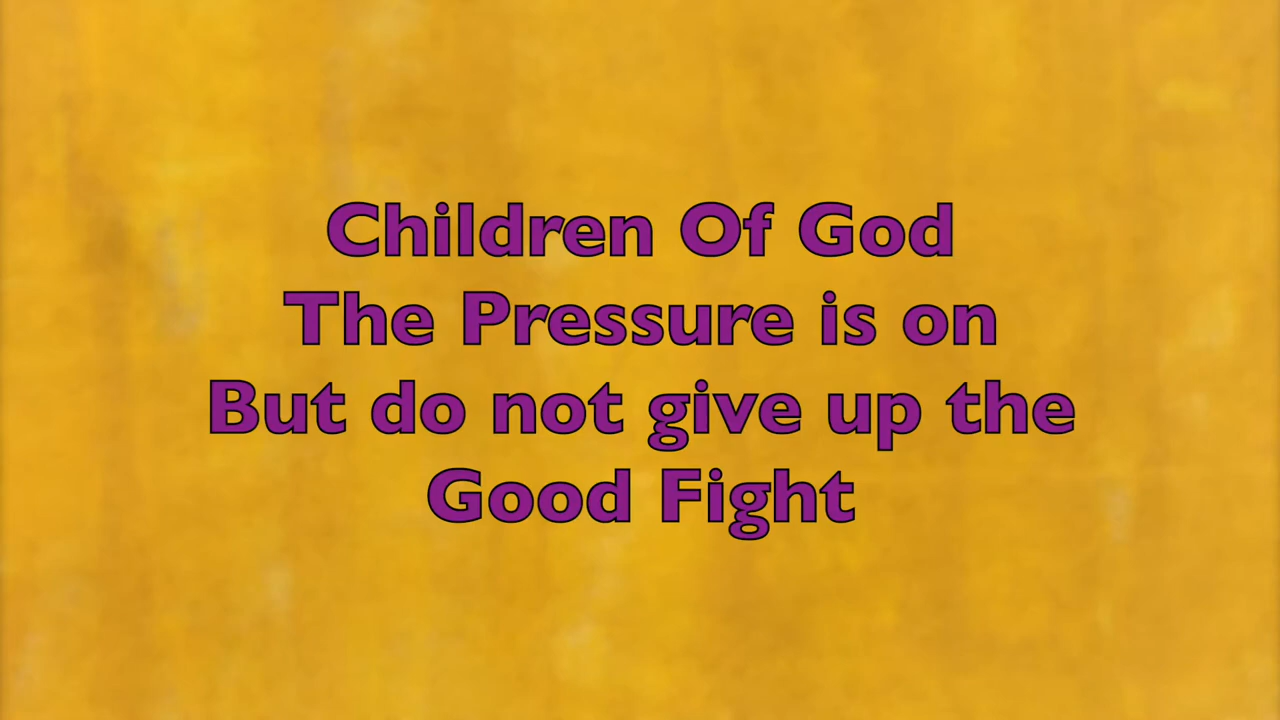 Children Of God
The Pressure is on
But do not give up the
Good Fight